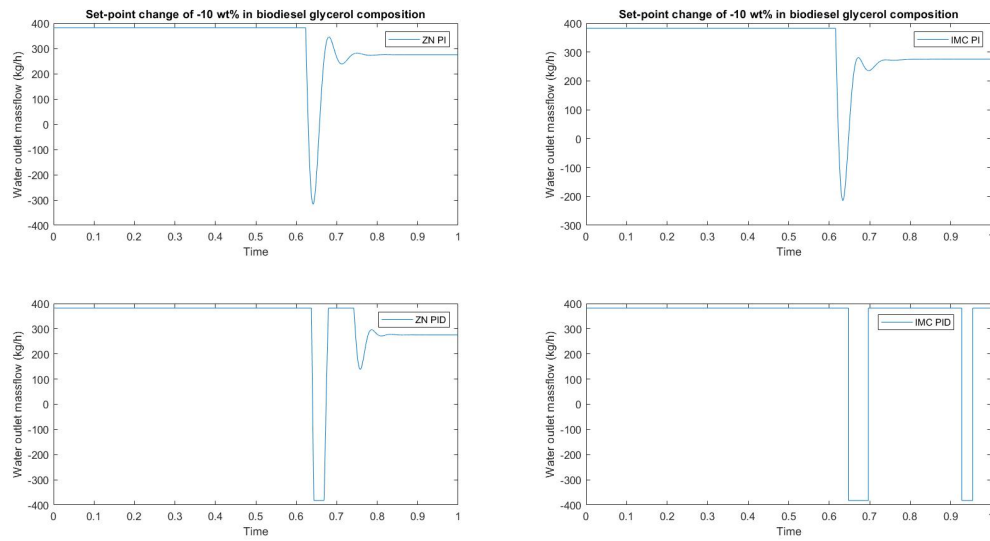 Set-point change of -10 wt% in biodiesel glycerol composition
400
300
200
100
0
-100
-200
-300
-400
Water outlet massflow (kg/h)
ZN PI
0 0.1 0.2 0.3 0.4 0.5 0.6 0.7 0.8 0.9 1
Time
Set-point change of -10 wt% in biodiesel glycerol composition
400
300
200
100
0
-100
-200
-300
Water outlet massflow (kg/h)
IMC PI
0 0.1 0.2 0.3 0.4 0.5 0.6 0.7 0.8 0.9 1
Time
400
300
200
100
0
-100
-200
-300
-400
Water outlet massflow (kg/h)
ZN PID
0 0.1 0.2 0.3 0.4 0.5 0.6 0.7 0.8 0.9 1
Time
400
300
200
100
0
-100
-200
-300
-400
Water outlet massflow (kg/h)
IMC PID
0 0.1 0.2 0.3 0.4 0.5 0.6 0.7 0.8 0.9 1
Time